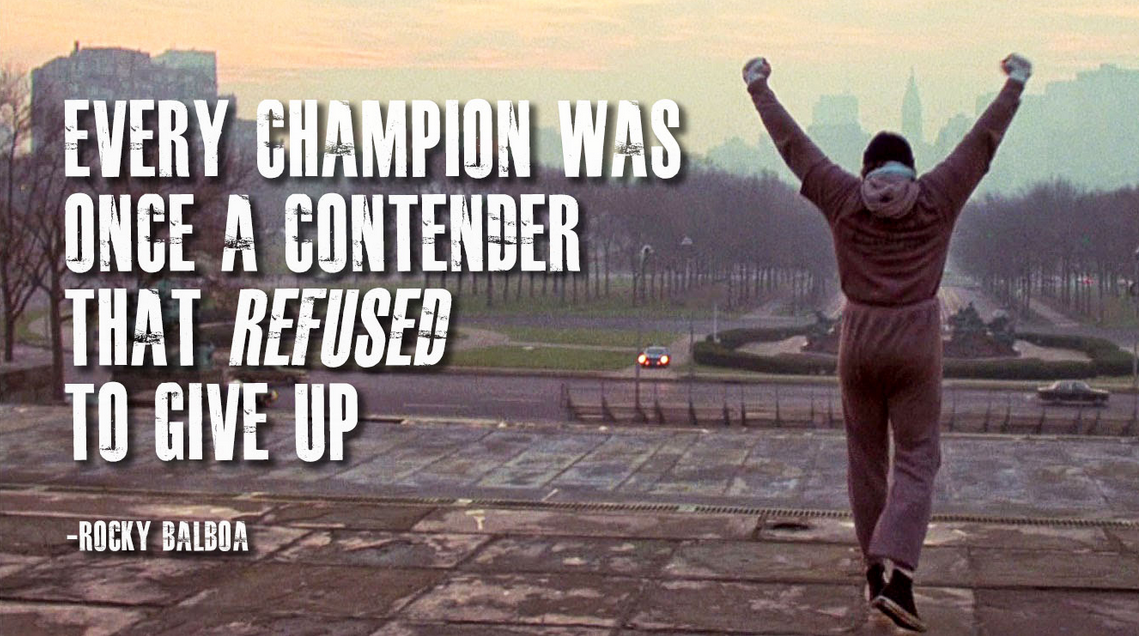 EVERY CHAMPION WAS
ONCE A CONTENDER
THAT REFUSED
TO GIVE UP
-ROCKY BALBOA